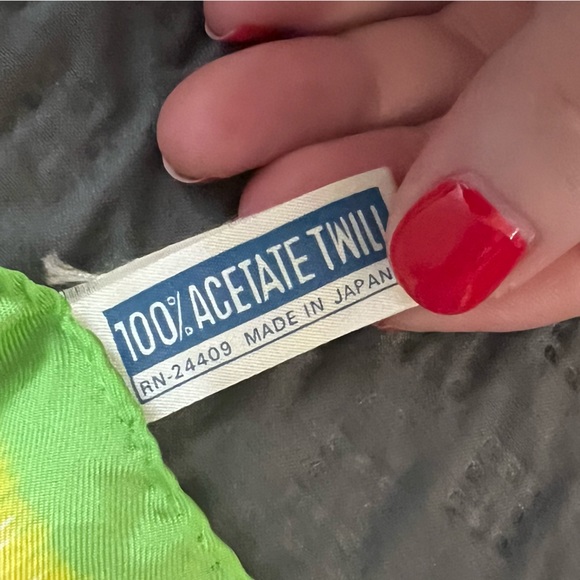 100% ACETATE TWILL
RN-24409 MADE IN JAPAN